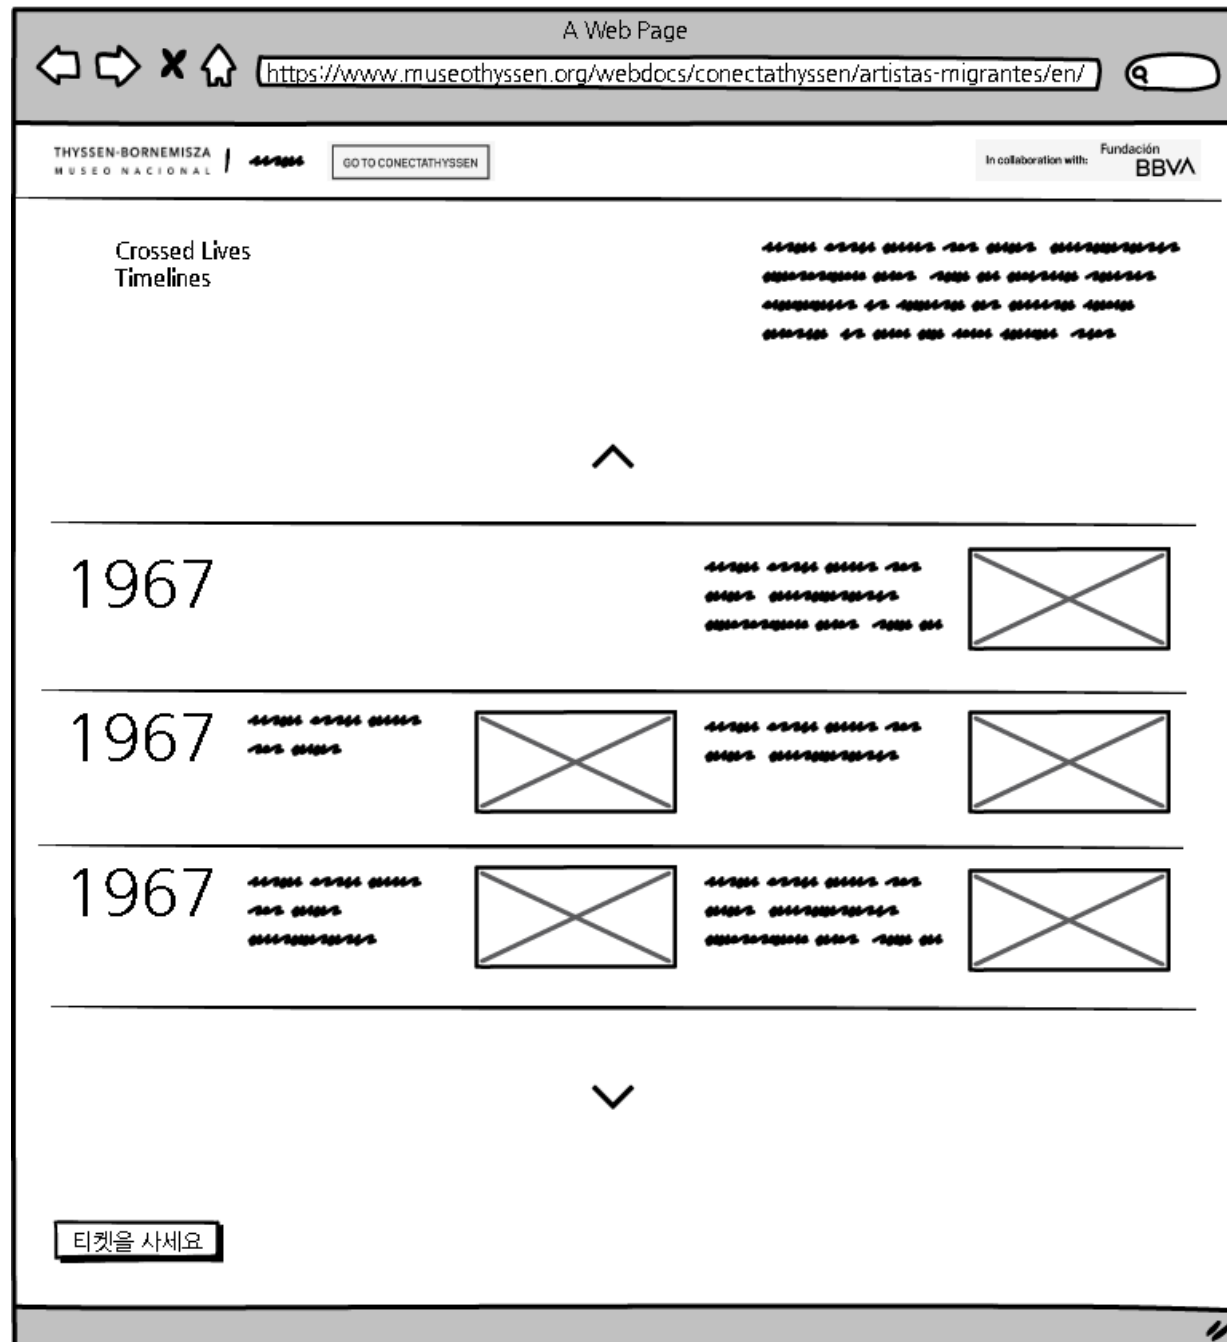 A Web Page
https://www.museothyssen.org/webdocs/conectathyssen/artistas-migrantes/en/
THYSSEN-BORNEMISZA
MUSEO NACIONAL
GO TO CONECTATHYSSEN
In collaboration with:
Fundación
BBVA
Crossed Lives
Timelines
1967
1967
1967
티켓을 사세요